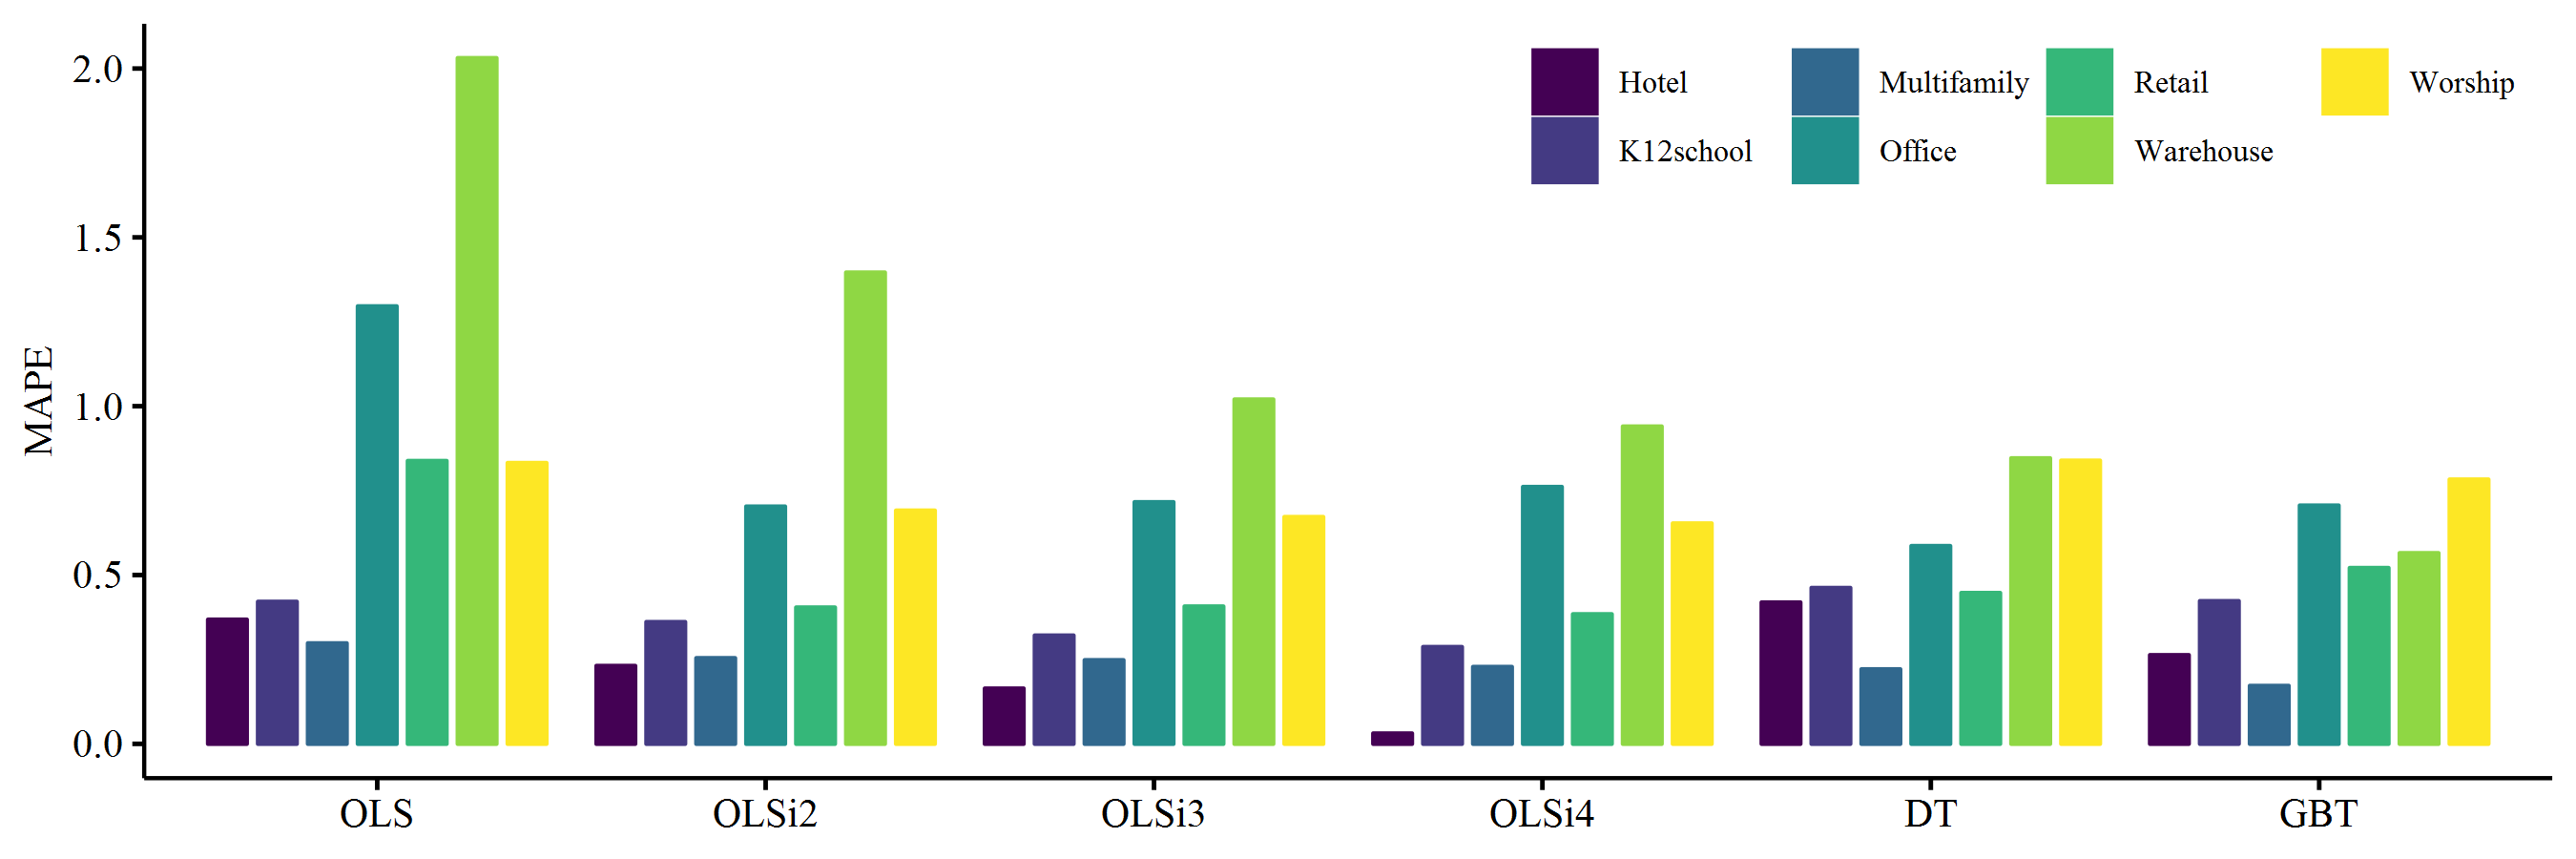 MAPE
2.0
1.5
1.0
0.5
0.0
OLS
OLSi2
OLSi3
OLSi4
DT
GBT
Hotel
K12school
Multifamily
Office
Retail
Warehouse
Worship